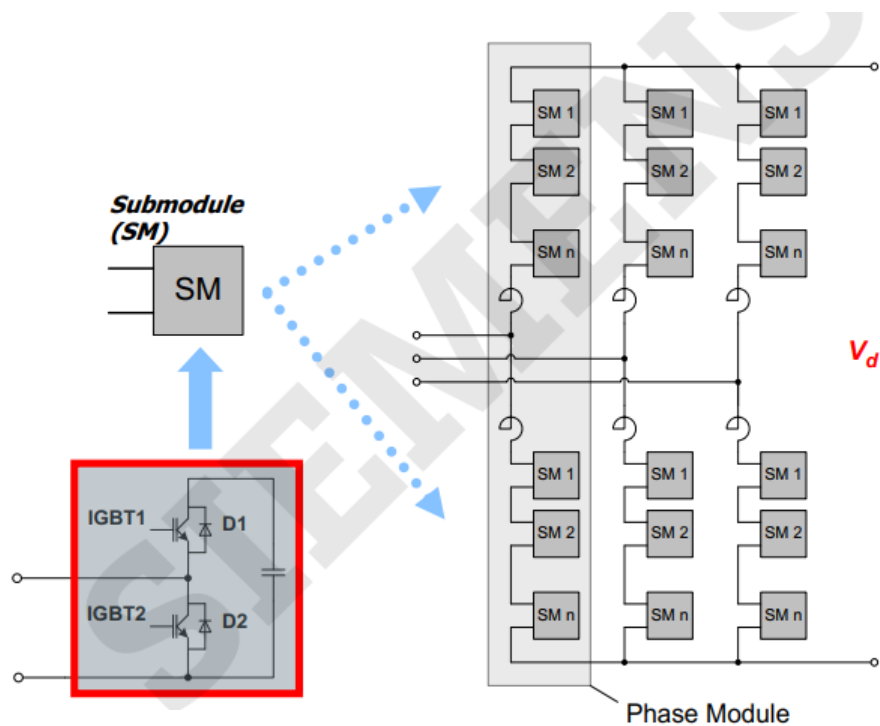 SIEMENS
Submodule
(SM)
SM
IGBT1
D1
IGBT2
D2
SM 1
SM 1
SM 1
SM 2
SM 2
SM 2
SM n
SM n
SM n
Vd
SM 1
SM 1
SM 1
SM 2
SM 2
SM 2
SM n
SM n
SM n
Phase Module